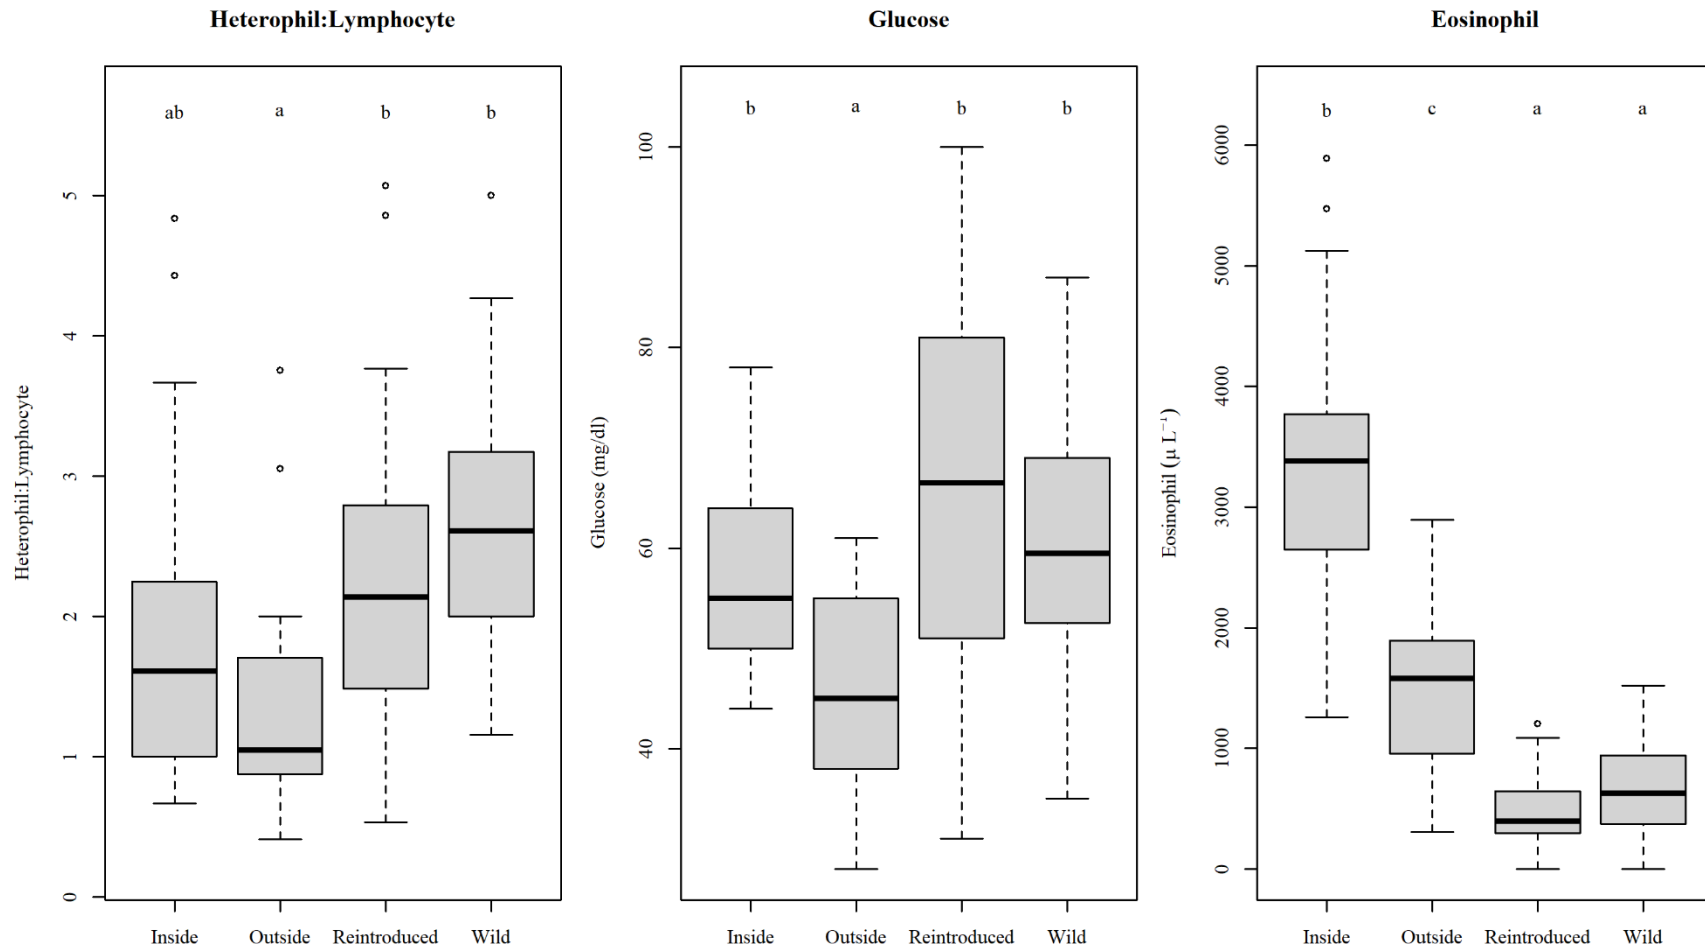 Heterophil:Lymphocyte
Heterophil:Lymphocyte
0
1
2
3
4
5
ab
a
b
b
Inside
Outside
Reintroduced
Wild
Glucose
Glucose (mg/dl)
40
60
80
100
b
a
b
b
Inside
Outside
Reintroduced
Wild
Eosinophil
Eosinophil (μ L⁻¹)
0
1000
2000
3000
4000
5000
6000
b
c
a
a
Inside
Outside
Reintroduced
Wild